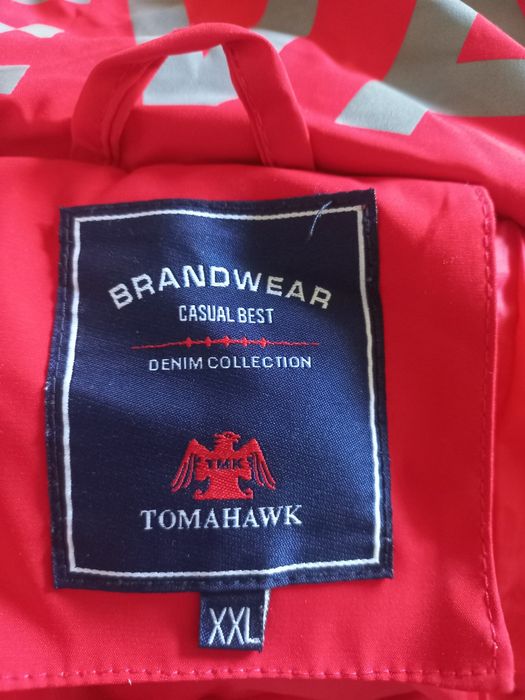 BRANDWEAR
CASUAL BEST
DENIM COLLECTION
TMK
TOMAHAWK
XXL